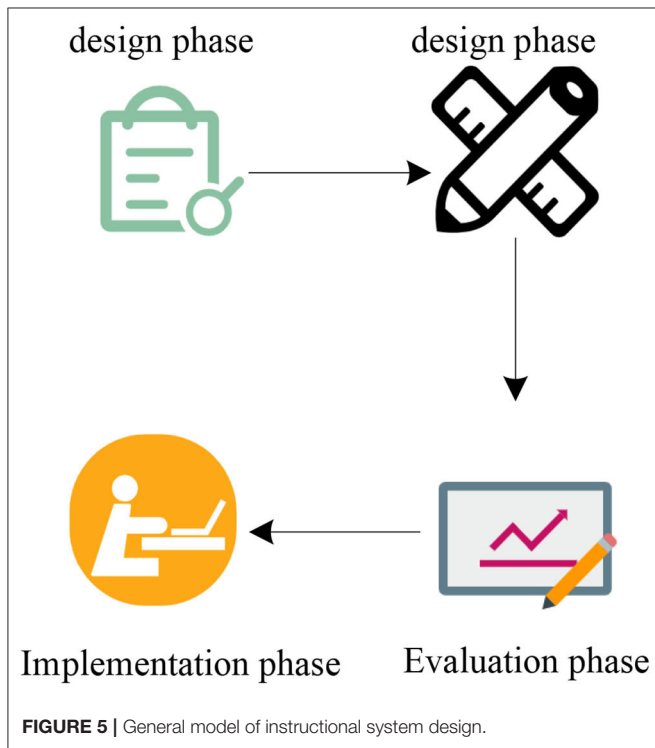 design phase
design phase
Implementation phase
Evaluation phase
FIGURE 5 | General model of instructional system design.